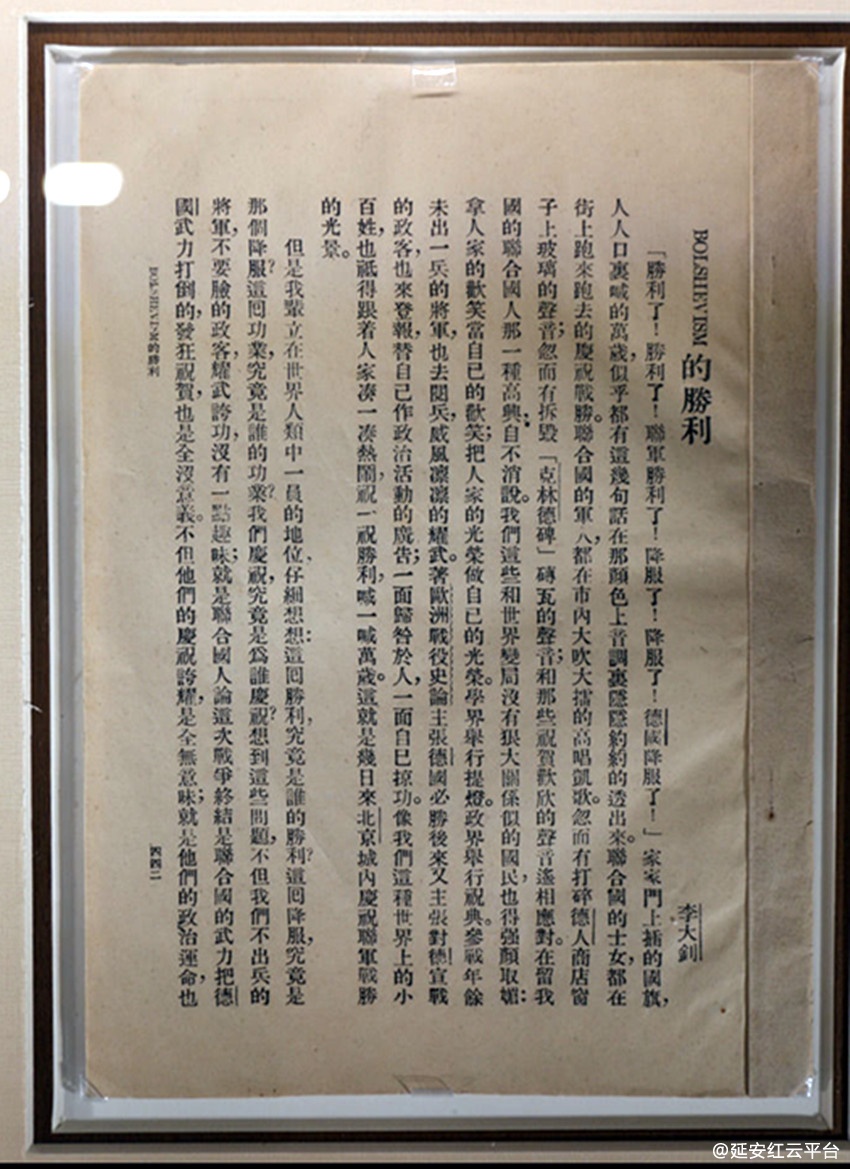 BOLSHEVISM的勝利
李大釗
「勝利了！勝利了！聯軍勝利了！降服了！降服了！德國降服了！」家家門上插的國旗，
人人口裏喊的萬歲，似乎都有這幾句話在那顏色上音調裏隱隱約約的透出來。聯合國的士女，都在
街上跑來跑去的慶祝戰勝。聯合國的軍人，都在市內大吹大擂的高唱凱歌。忽而有打碎德人商店窗
子上玻璃的聲音；忽而有拆毀「克林德碑」磚瓦的聲音；和那些祝賀歡欣的聲音遙相應對。在留我
國的聯合國人那一種高興，自不消說。我們這些和世界變局沒有狠大關係似的國民，也得强顏取媚：
拿人家的歡笑當自己的歡笑；把人家的光榮做自己的光榮。學界舉行提燈。政界舉行祝典。參戰年餘
未出一兵的將軍，也去閱兵，威風凜凜的耀武。著歐洲戰役史論主張德國必勝後來又主張對德宣戰
的政客，也來登報，替自己作政治活動的廣告；一面歸咎於人，一面自己掠功。像我們這種世界上的小
百姓，也祗得跟着人家凑一凑熱鬧，祝一祝勝利，喊一喊萬歲。這就是幾日來北京城內慶祝聯軍戰勝
的光景。
但是我輩立在世界人類中一員的地位，仔細想想：這回勝利，究竟是誰的勝利？這回降服，究竟是
那個降服？這回功業，究竟是誰的功業？我們慶祝，究竟是爲誰慶祝？想到這些問題，不但我們不出兵的
將軍，不要臉的政客，耀武誇功，沒有一點趣味；就是聯合國人論這次戰爭終結是聯合國的武力把德
國武力打倒的，發狂祝賀，也是全沒意義。不但他們的慶祝誇耀，是全無意味；就是他們的政治運命，也
BOLSHEVISM的勝利
四四二
@延安红云平台